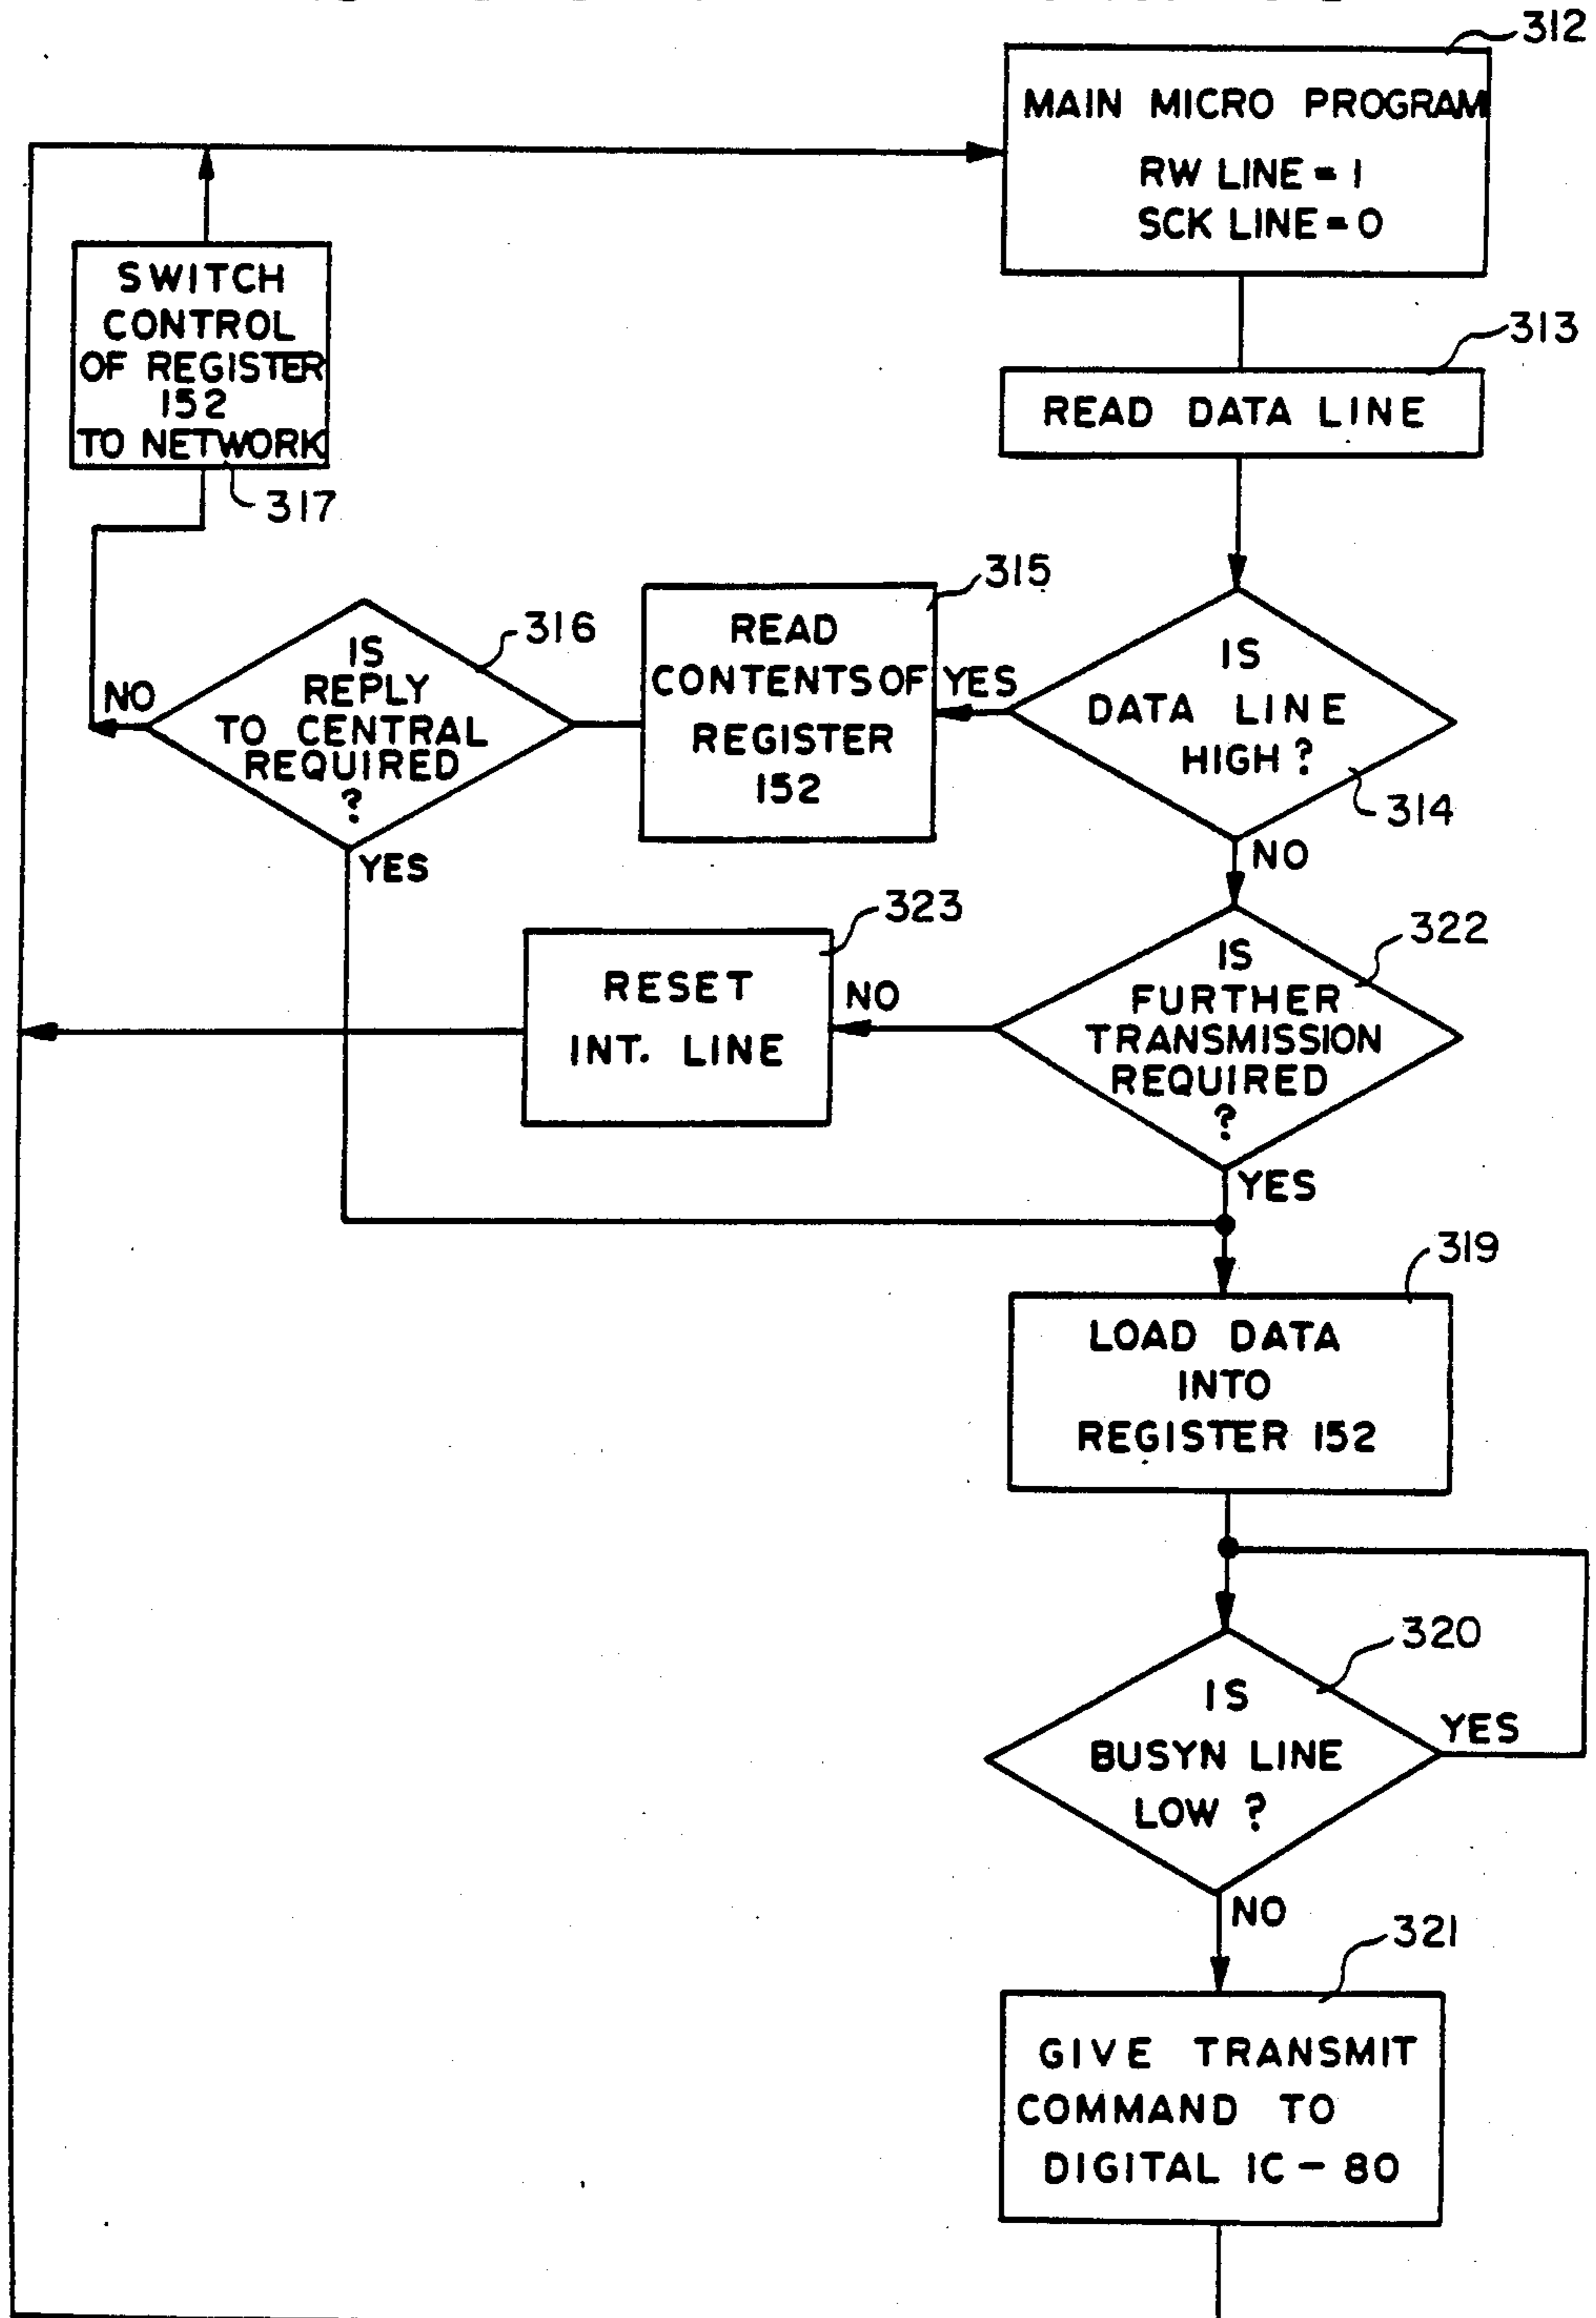 312
MAIN MICRO PROGRAM
RW LINE = 1
SCK LINE = 0
SWITCH
CONTROL
OF REGISTER
152
TO NETWORK
317
313
READ DATA LINE
315
READ
CONTENTS OF
REGISTER
152
316
IS
REPLY
TO CENTRAL
REQUIRED
?
NO
YES
YES
IS
DATA LINE
HIGH ?
314
NO
323
RESET
INT. LINE
NO
322
IS
FURTHER
TRANSMISSION
REQUIRED
?
YES
319
LOAD DATA
INTO
REGISTER 152
320
IS
BUSYN LINE
LOW ?
YES
NO
321
GIVE TRANSMIT
COMMAND TO
DIGITAL IC - 80